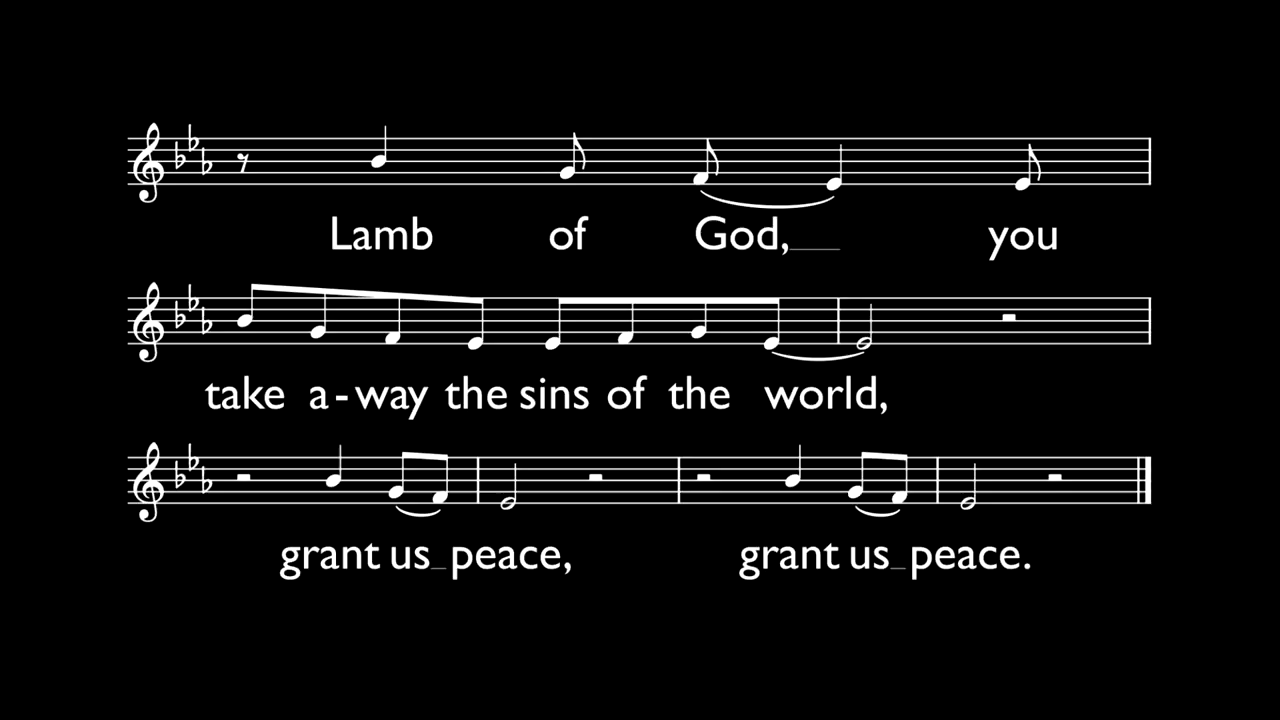 Lamb of God, you
take a-way the sins of the world,
grant us peace, grant us peace.